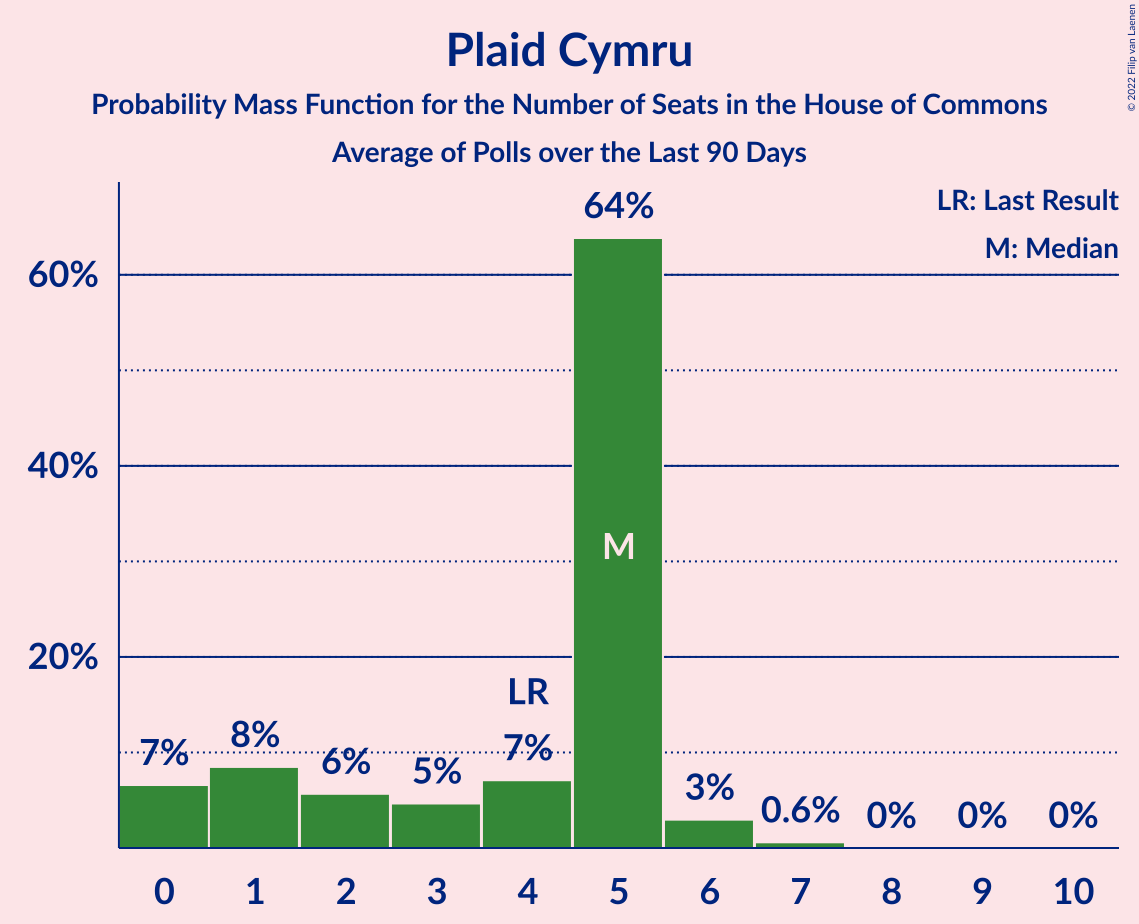 Plaid Cymru
Probability Mass Function for the Number of Seats in the House of Commons
Average of Polls over the Last 90 Days
© 2022 Filip van Laenen
LR: Last Result
M: Median
64%
60%
40%
M
20%
LR
7% 8% 6% 5% 7% 3% 0.6% 0% 0% 0%
0 1 2 3 4 5 6 7 8 9 10